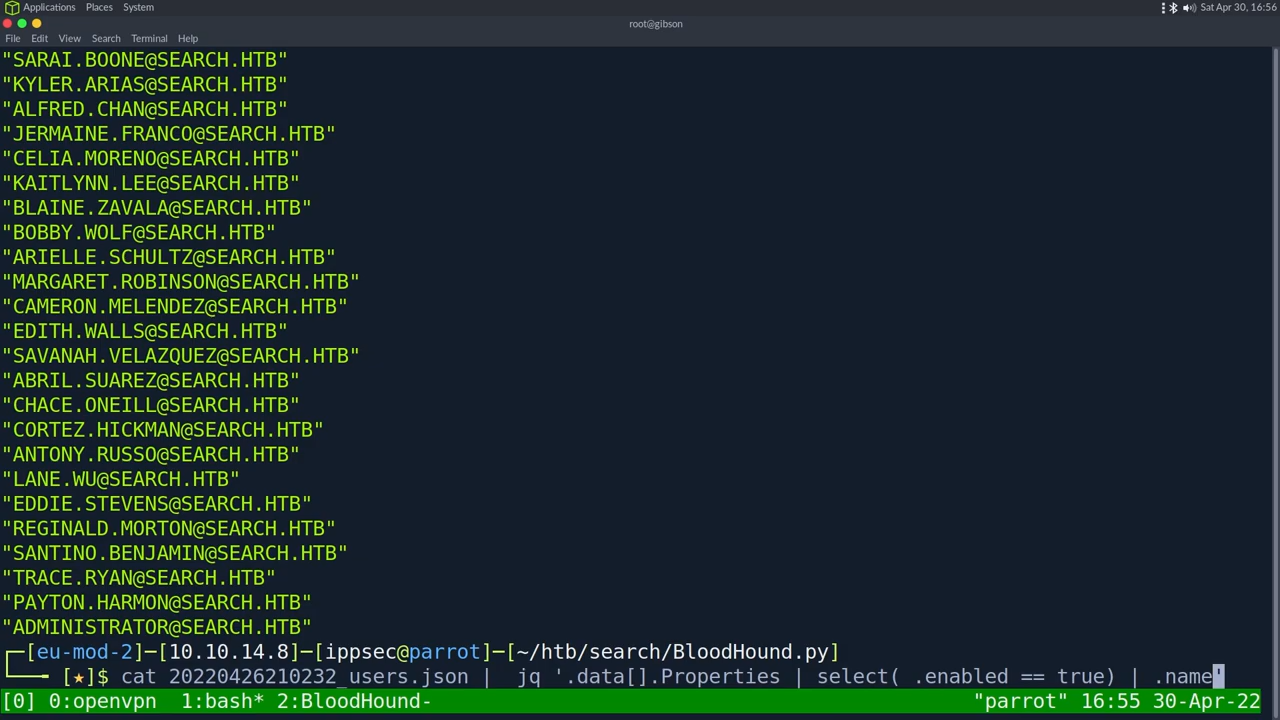 Applications Places System Sat Apr 30, 16:56
root@gibson
File Edit View Search Terminal Help
"SARAI.BOONE@SEARCH.HTB"
"KYLER.ARIAS@SEARCH.HTB"
"ALFRED.CHAN@SEARCH.HTB"
"JERMAINE.FRANCO@SEARCH.HTB"
"CELIA.MORENO@SEARCH.HTB"
"KAITLYNN.LEE@SEARCH.HTB"
"BLAINE.ZAVALA@SEARCH.HTB"
"BOBBY.WOLF@SEARCH.HTB"
"ARIELLE.SCHULTZ@SEARCH.HTB"
"MARGARET.ROBINSON@SEARCH.HTB"
"CAMERON.MELENDEZ@SEARCH.HTB"
"EDITH.WALLS@SEARCH.HTB"
"SAVANAH.VELAZQUEZ@SEARCH.HTB"
"ABRIL.SUAREZ@SEARCH.HTB"
"CHACE.ONEILL@SEARCH.HTB"
"CORTEZ.HICKMAN@SEARCH.HTB"
"ANTONY.RUSSO@SEARCH.HTB"
"LANE.WU@SEARCH.HTB"
"EDDIE.STEVENS@SEARCH.HTB"
"REGINALD.MORTON@SEARCH.HTB"
"SANTINO.BENJAMIN@SEARCH.HTB"
"TRACE.RYAN@SEARCH.HTB"
"PAYTON.HARMON@SEARCH.HTB"
"ADMINISTRATOR@SEARCH.HTB"
┌─[eu-mod-2]─[10.10.14.8]─[ippsec@parrot]─[~/htb/search/BloodHound.py]
└──╼ [★]$ cat 20220426210232_users.json |  jq '.data[].Properties | select( .enabled == true) | .name'
[0] 0:openvpn  1:bash* 2:BloodHound- "parrot" 16:55 30-Apr-22